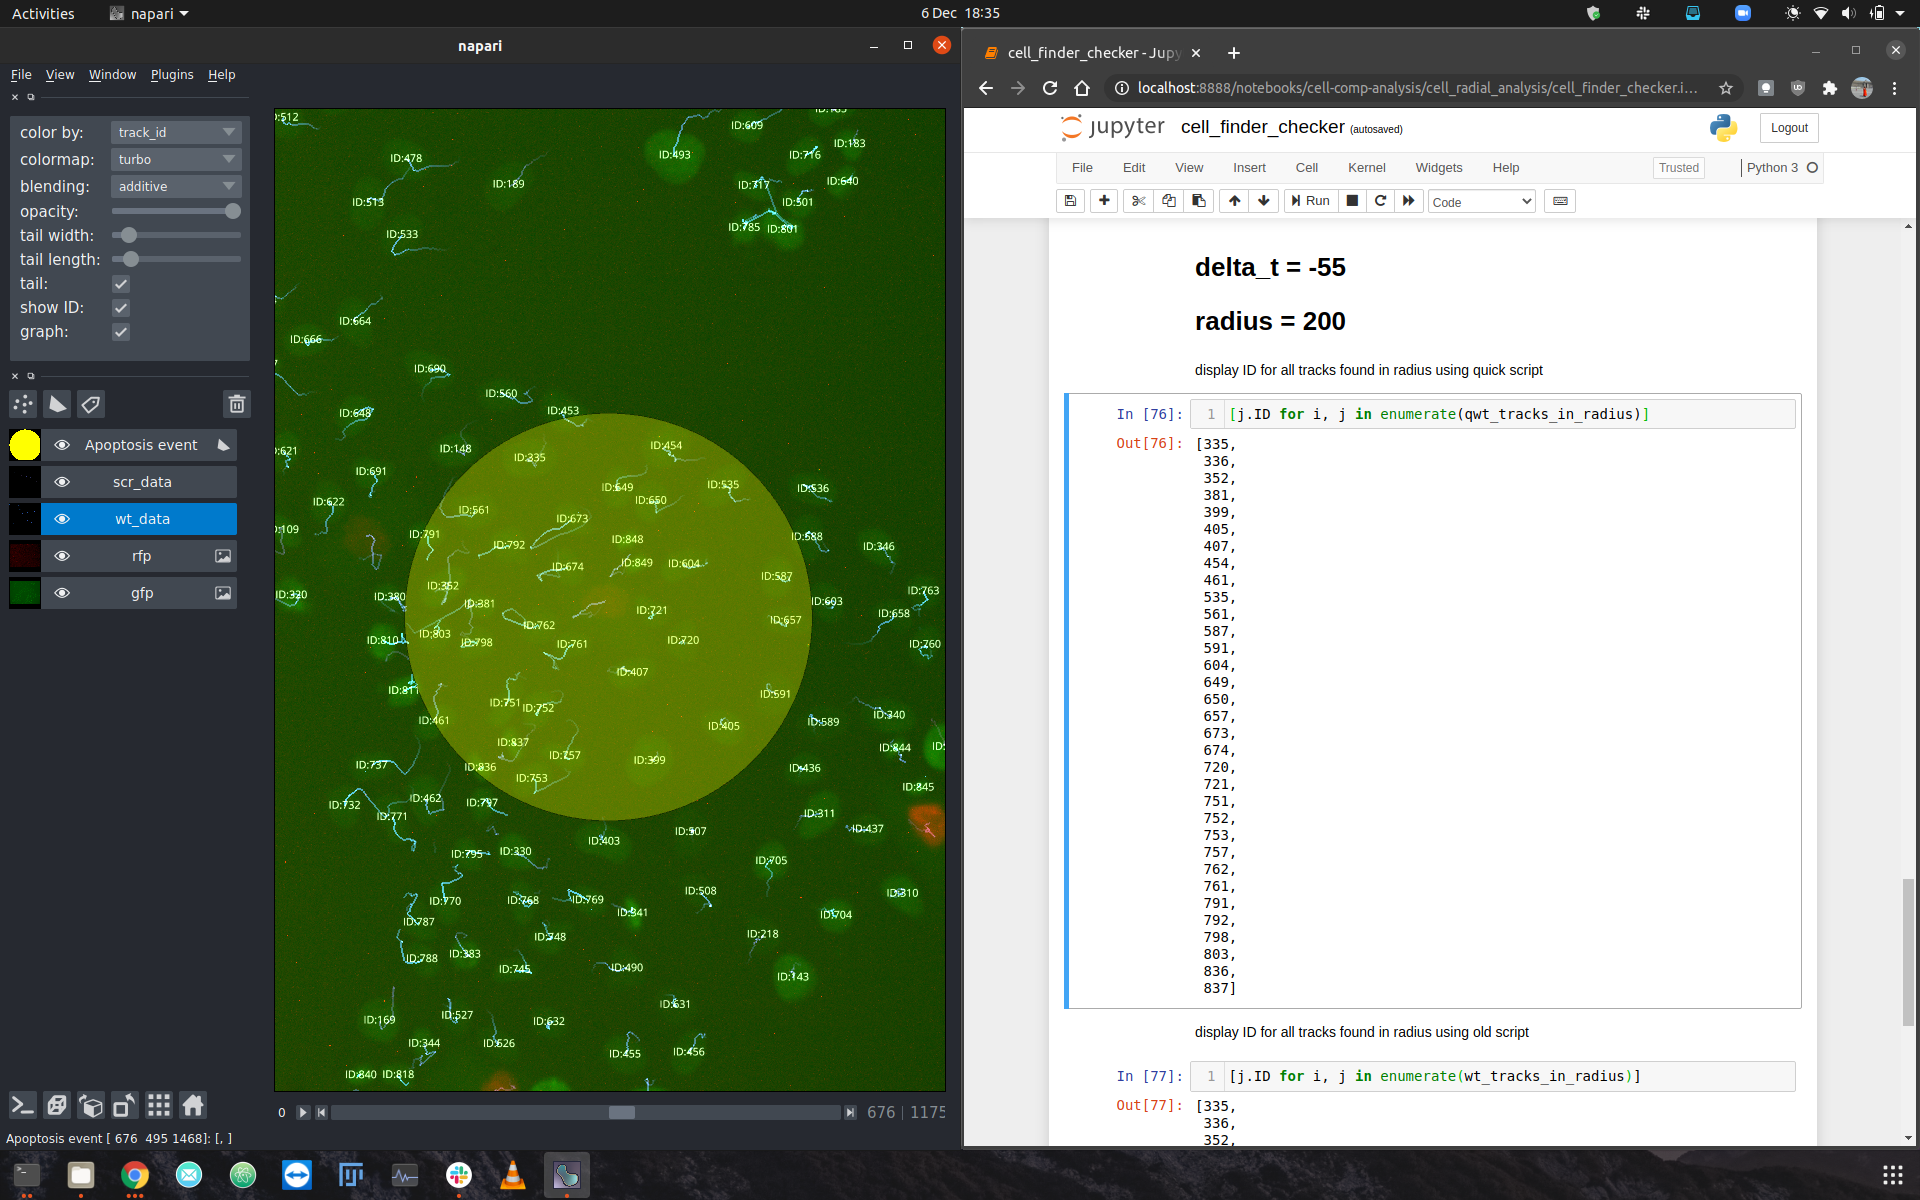 Activities
napari
6 Dec 18:35
napari
File View Window Plugins Help
color by: track_id
colormap: turbo
blending: additive
opacity:
tail width:
tail length:
tail:
show ID:
graph:
Apoptosis event
scr_data
wt_data
rfp
gfp
ID:609
ID:183
ID:478
ID:493
ID:716
ID:189
ID:717
ID:640
ID:513
ID:501
ID:533
ID:785 ID:801
ID:664
ID:666
ID:690
ID:560
ID:648
ID:453
ID:148
ID:335
ID:454
ID:691
ID:649
ID:535
ID:536
ID:622
ID:561
ID:650
ID:673
ID:791
ID:792
ID:848
ID:588
ID:346
ID:674
ID:849
ID:604
ID:587
ID:320
ID:380
ID:381
ID:721
ID:603
ID:763
ID:658
ID:810
ID:803
ID:798
ID:762
ID:761
ID:720
ID:657
ID:760
ID:407
ID:811
ID:751
ID:752
ID:591
ID:461
ID:405
ID:589
ID:340
ID:837
ID:757
ID:399
ID:844
ID:737
ID:836
ID:753
ID:436
ID:845
ID:732
ID:462
ID:797
ID:771
ID:311
ID:437
ID:403
ID:507
ID:795
ID:330
ID:705
ID:770
ID:768
ID:769
ID:508
ID:310
ID:787
ID:341
ID:704
ID:748
ID:218
ID:788
ID:383
ID:745
ID:490
ID:143
ID:169
ID:527
ID:632
ID:631
ID:344
ID:526
ID:455
ID:456
ID:840 ID:818
0
676 | 1175
Apoptosis event [ 676 495 1468]: [, ]
cell_finder_checker - Jupy
localhost:8888/notebooks/cell-comp-analysis/cell_radial_analysis/cell_finder_checker.i...
jupyter cell_finder_checker (autosaved)
Logout
File Edit View Insert Cell Kernel Widgets Help
Trusted
Python 3
Run
Code
delta_t = -55
radius = 200
display ID for all tracks found in radius using quick script
In [76]: 1 [j.ID for i, j in enumerate(qwt_tracks_in_radius)]
Out[76]: [335,
336,
352,
381,
399,
405,
407,
454,
461,
535,
561,
587,
591,
604,
649,
650,
657,
673,
674,
720,
721,
751,
752,
753,
757,
762,
761,
791,
792,
798,
803,
836,
837]
display ID for all tracks found in radius using old script
In [77]: 1 [j.ID for i, j in enumerate(wt_tracks_in_radius)]
Out[77]: [335,
336,
352,